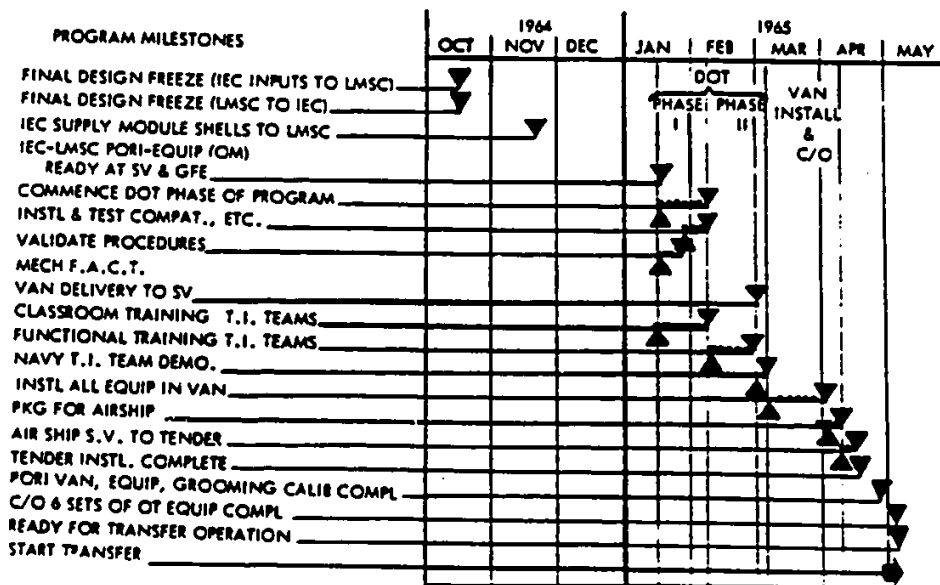 PROGRAM MILESTONES
1964
1965
OCT NOV DEC JAN FEB MAR APR MAY
DOT
PHASE I
PHASE II
VAN
INSTALL
&
C/O
FINAL DESIGN FREEZE (IEC INPUTS TO LMSC)
FINAL DESIGN FREEZE (LMSC TO IEC)
IEC SUPPLY MODULE SHELLS TO LMSC
IEC-LMSC PORI-EQUIP (OM)
READY AT SV & GFE
COMMENCE DOT PHASE OF PROGRAM
INSTL & TEST COMPAT., ETC.
VALIDATE PROCEDURES
MECH F.A.C.T.
VAN DELIVERY TO SV
CLASSROOM TRAINING T.I. TEAMS
FUNCTIONAL TRAINING T.I. TEAMS
NAVY T.I. TEAM DEMO.
INSTL ALL EQUIP IN VAN
PKG FOR AIRSHIP
AIR SHIP S.V. TO TENDER
TENDER INSTL. COMPLETE
PORI VAN, EQUIP, GROOMING CALIB COMPL
C/O 6 SETS OF OT EQUIP COMPL
READY FOR TRANSFER OPERATION
START TRANSFER